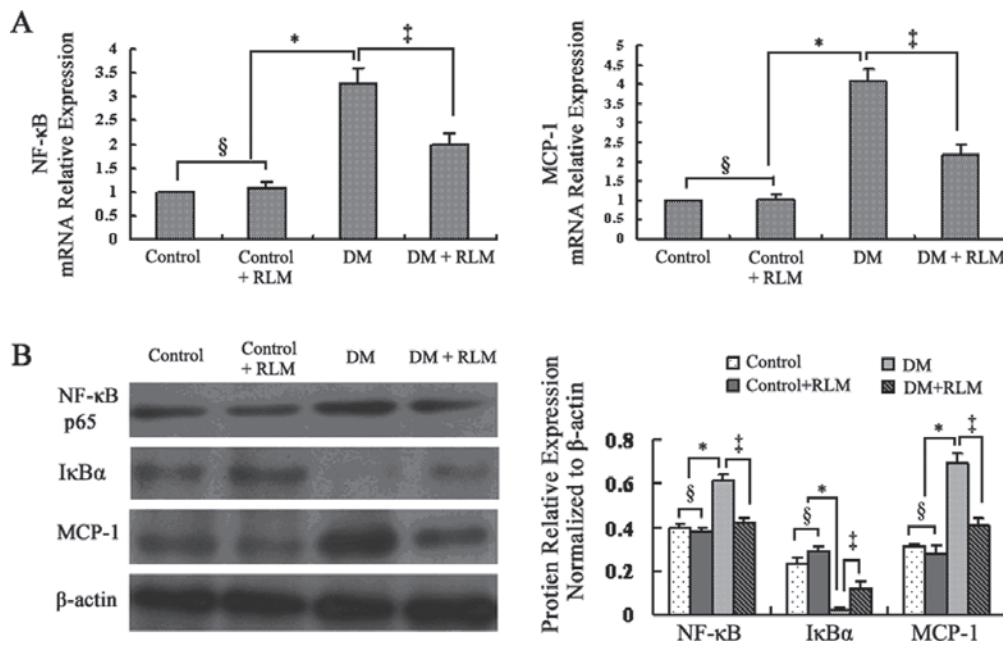 A
NF-κB
mRNA Relative Expression
4
3.5
3
2.5
2
1.5
1
0.5
0
§
*
‡
Control
Control
+ RLM
DM
DM + RLM
MCP-1
mRNA Relative Expression
5
4.5
4
3.5
3
2.5
2
1.5
1
0.5
0
§
*
‡
Control
Control
+ RLM
DM
DM + RLM
B
Control
Control
+ RLM
DM
DM + RLM
NF-κB
p65
IκBα
MCP-1
β-actin
Control
DM
Control+RLM
DM+RLM
Protien Relative Expression
Normalized to β-actin
0.8
0.6
0.4
0.2
0
§
*
‡
§
*
‡
§
*
‡
NF-κB
IκBα
MCP-1